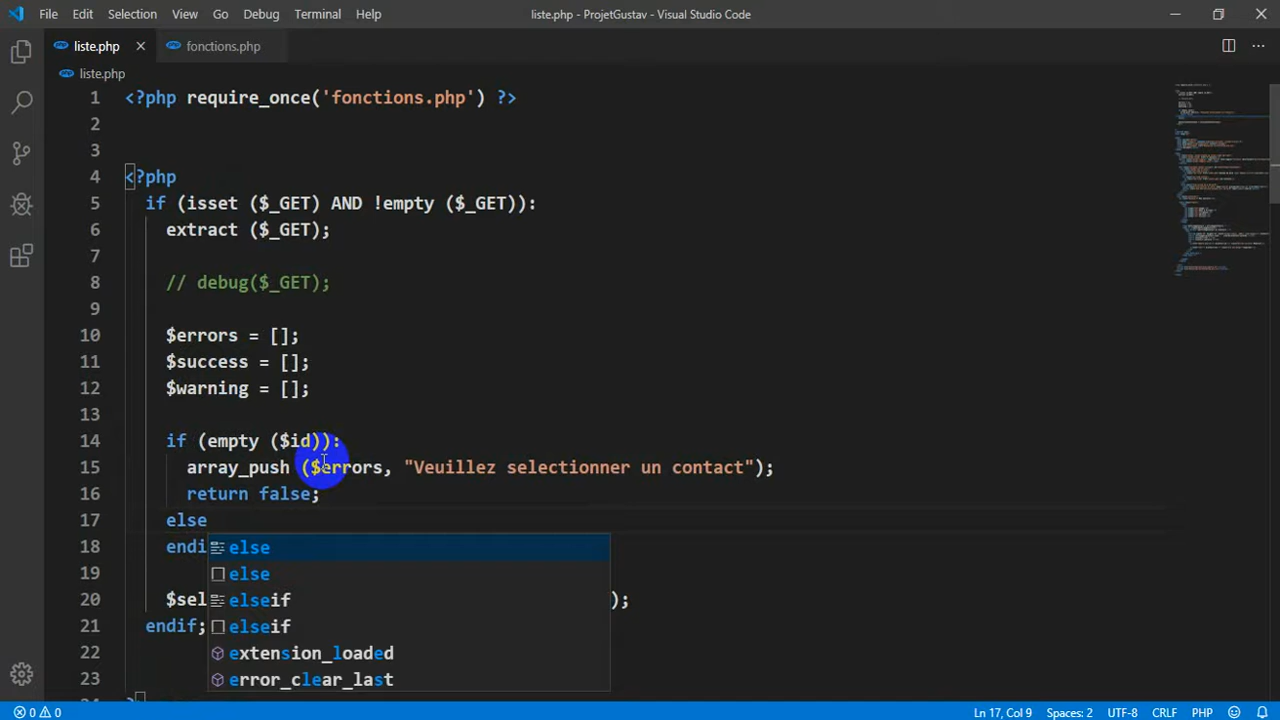 File Edit Selection View Go Debug Terminal Help liste.php - ProjetGustav - Visual Studio Code
liste.php fonctions.php
liste.php
1 <?php require_once('fonctions.php') ?>
2
3
4 <?php
5 if (isset ($_GET) AND !empty ($_GET)):
6 extract ($_GET);
7
8 // debug($_GET);
9
10 $errors = [];
11 $success = [];
12 $warning = [];
13
14 if (empty ($id)):
15 array_push ($errors, "Veuillez selectionner un contact");
16 return false;
17 else
18 endi
else
19
else
20 $sel );
elseif
21 endif;
elseif
22
extension_loaded
23
error_clear_last
Ln 17, Col 9 Spaces: 2 UTF-8 CRLF PHP
0 0